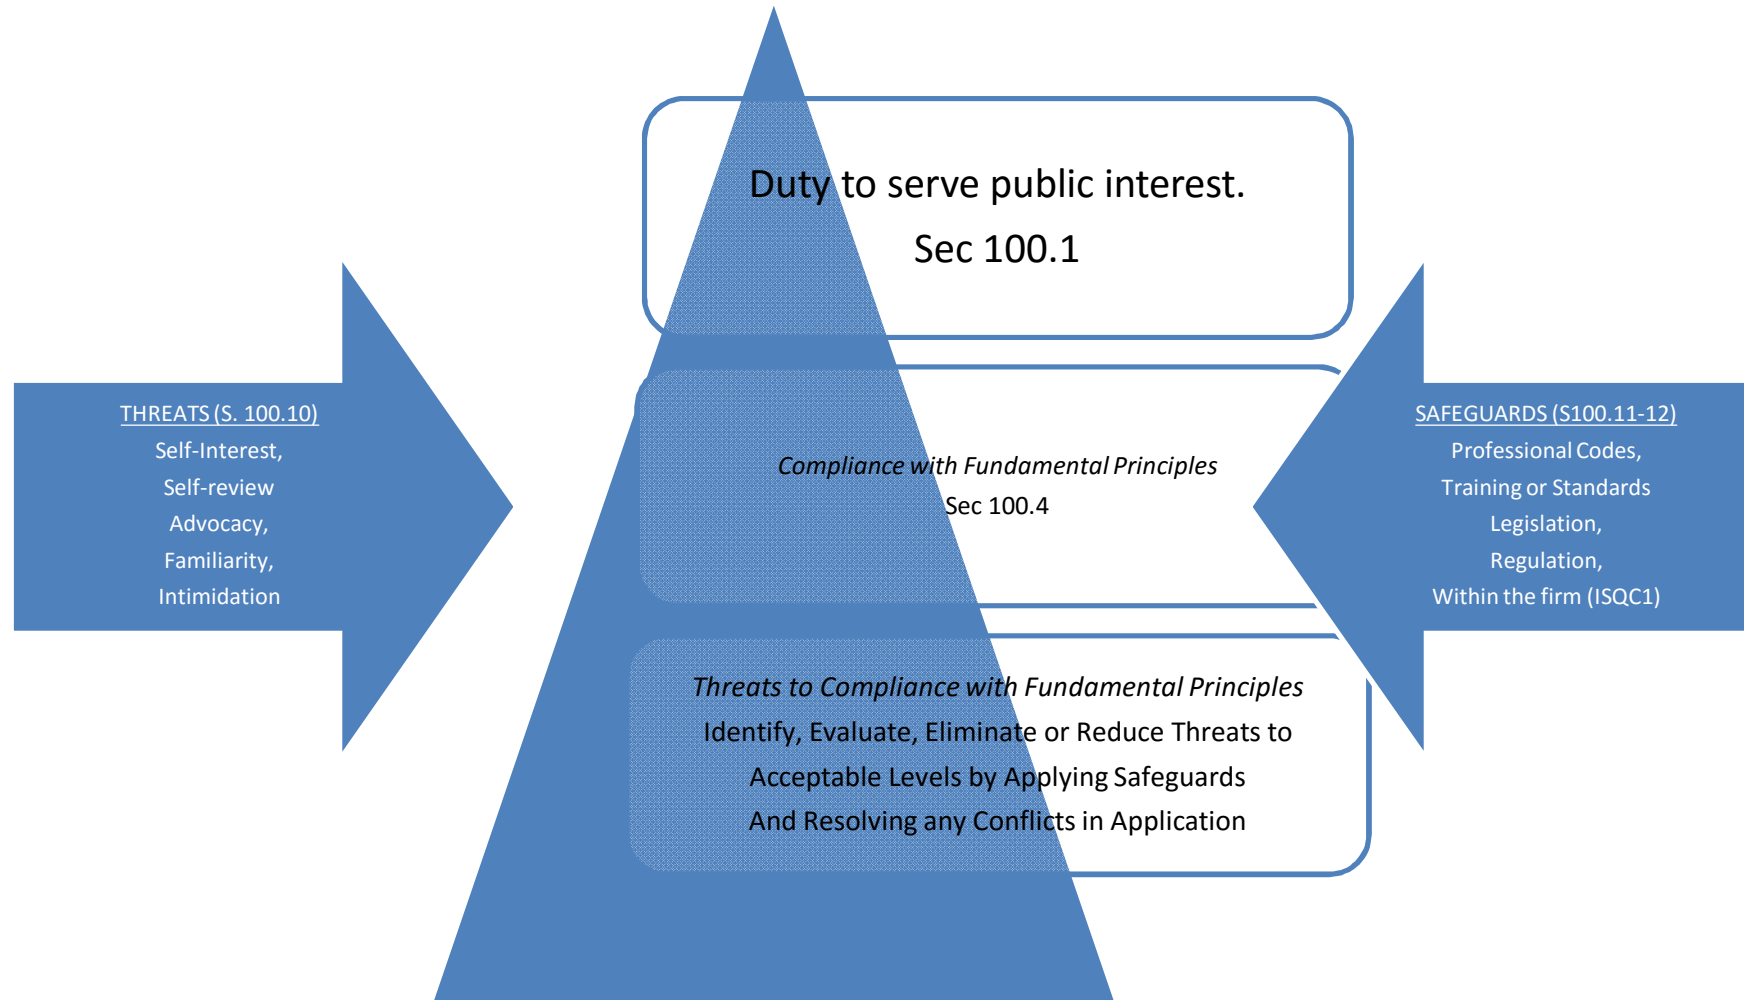 Duty to serve public interest.
Sec 100.1
THREATS (S. 100.10)
Self-Interest,
Self-review
Advocacy,
Familiarity,
Intimidation
Compliance with Fundamental Principles
Sec 100.4
SAFEGUARDS (S100.11-12)
Professional Codes,
Training or Standards
Legislation,
Regulation,
Within the firm (ISQC1)
Threats to Compliance with Fundamental Principles
Identify, Evaluate, Eliminate or Reduce Threats to
Acceptable Levels by Applying Safeguards
And Resolving any Conflicts in Application